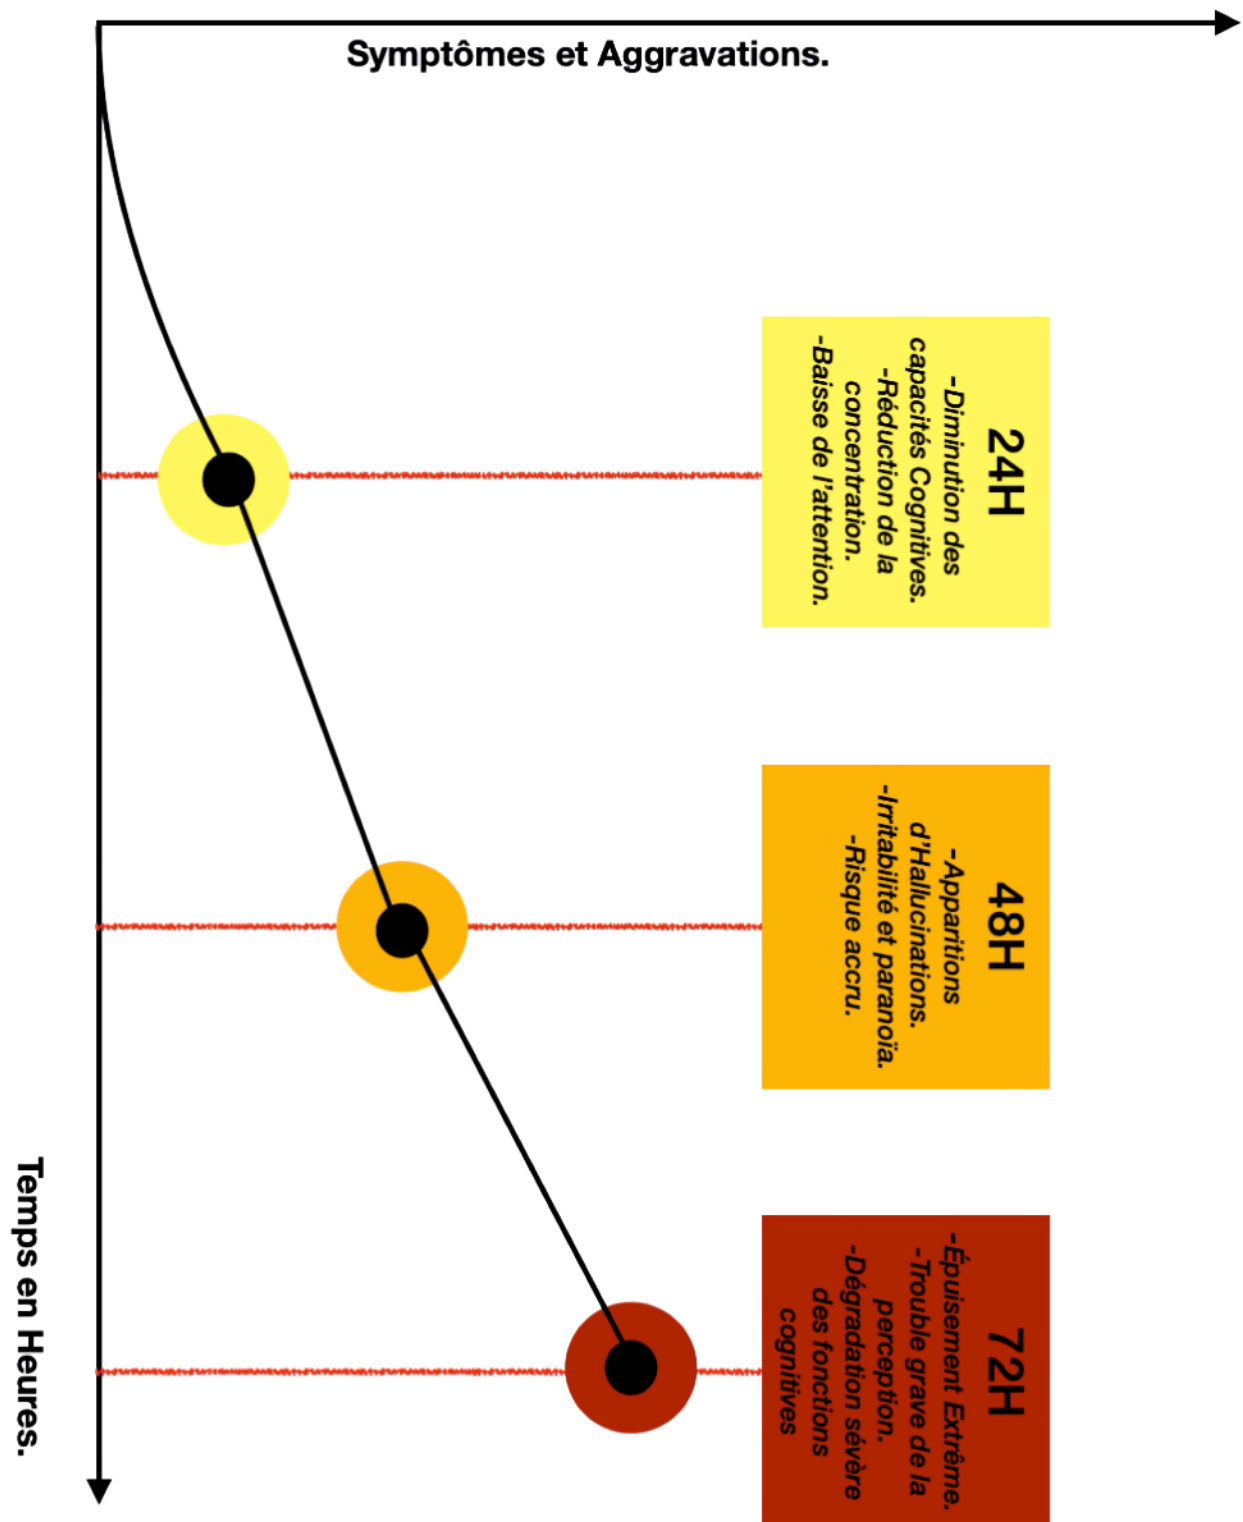 Symptômes et Aggravations.
24H
-Diminution des
capacités Cognitives.
-Réduction de la
concentration.
-Baisse de l'attention.
48H
-Apparitions
d'Hallucinations.
-Irritabilité et paranoïa.
-Risque accru.
72H
-Épuisement Extrême.
-Trouble grave de la
perception.
-Dégradation sévère
des fonctions
cognitives
Temps en Heures.